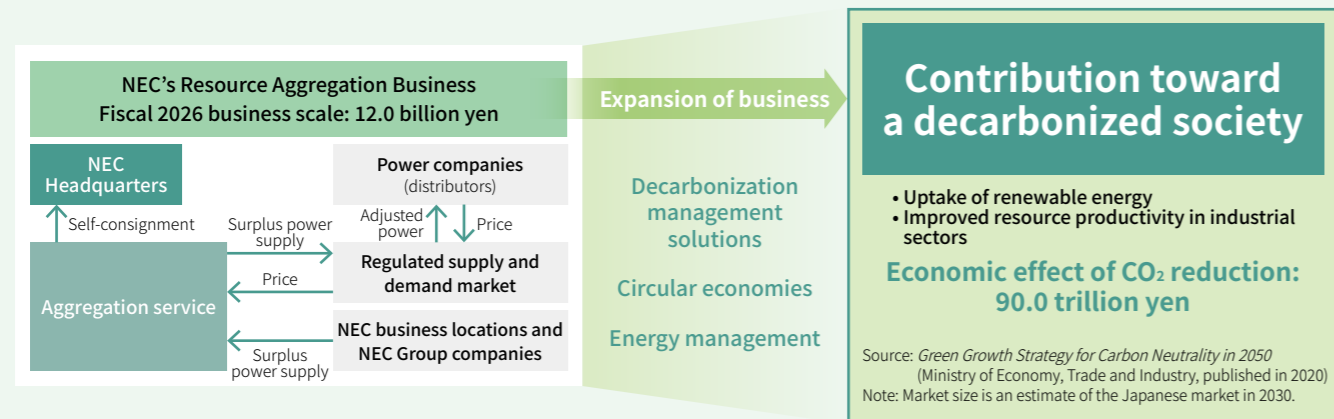 NEC's Resource Aggregation Business
Fiscal 2026 business scale: 12.0 billion yen
NEC
Headquarters
Self-consignment
Aggregation service
Surplus power
supply
Price
Surplus
power supply
Power companies
(distributors)
Adjusted
power
Price
Regulated supply and
demand market
NEC business locations and
NEC Group companies
Expansion of business
Decarbonization
management
solutions
Circular economies
Energy management
Contribution toward
a decarbonized society
• Uptake of renewable energy
• Improved resource productivity in industrial
sectors
Economic effect of CO₂ reduction:
90.0 trillion yen
Source: Green Growth Strategy for Carbon Neutrality in 2050
(Ministry of Economy, Trade and Industry, published in 2020)
Note: Market size is an estimate of the Japanese market in 2030.